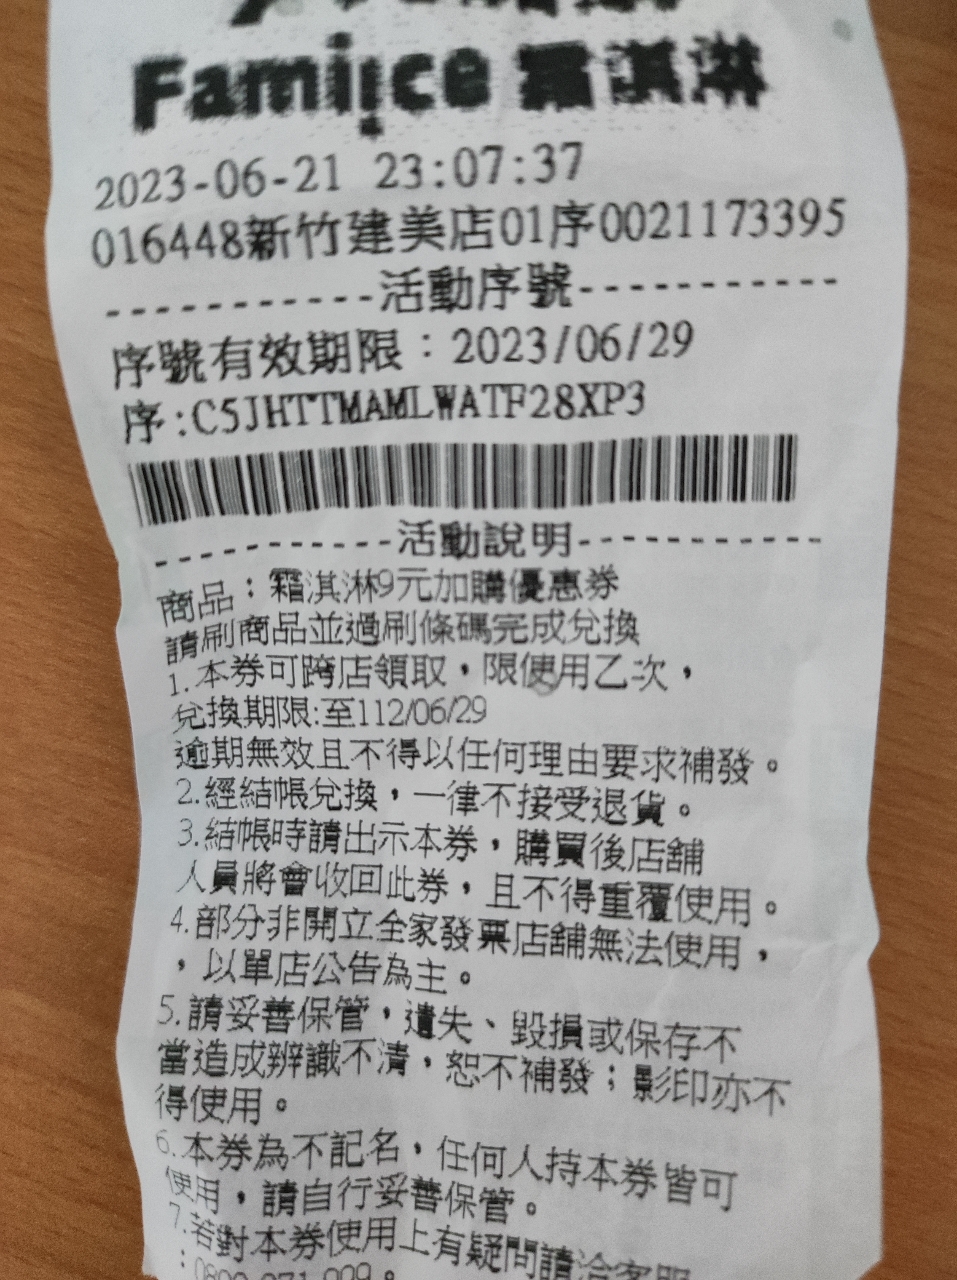 Famiice 霜淇淋
2023-06-21 23:07:37
016448新竹建美店01序0021173395
-----------活動序號-----------
序號有效期限：2023/06/29
序:C5JHTTMAMLWATF28XP3
-----------活動說明-----------
商品：霜淇淋9元加購優惠券
請刷商品並過刷條碼完成兌換
1.本券可跨店領取，限使用乙次，
兌換期限:至112/06/29
逾期無效且不得以任何理由要求補發。
2.經結帳兌換，一律不接受退貨。
3.結帳時請出示本券，購買後店舖
人員將會收回此券，且不得重覆使用。
4.部分非開立全家發票店舖無法使用，
，以單店公告為主。
5.請妥善保管，遺失、毀損或保存不
當造成辨識不清，恕不補發；影印亦不
得使用。
6.本券為不記名，任何人持本券皆可
使用，請自行妥善保管。
7.若對本券使用上有疑問請洽客服
：0800-071-009。